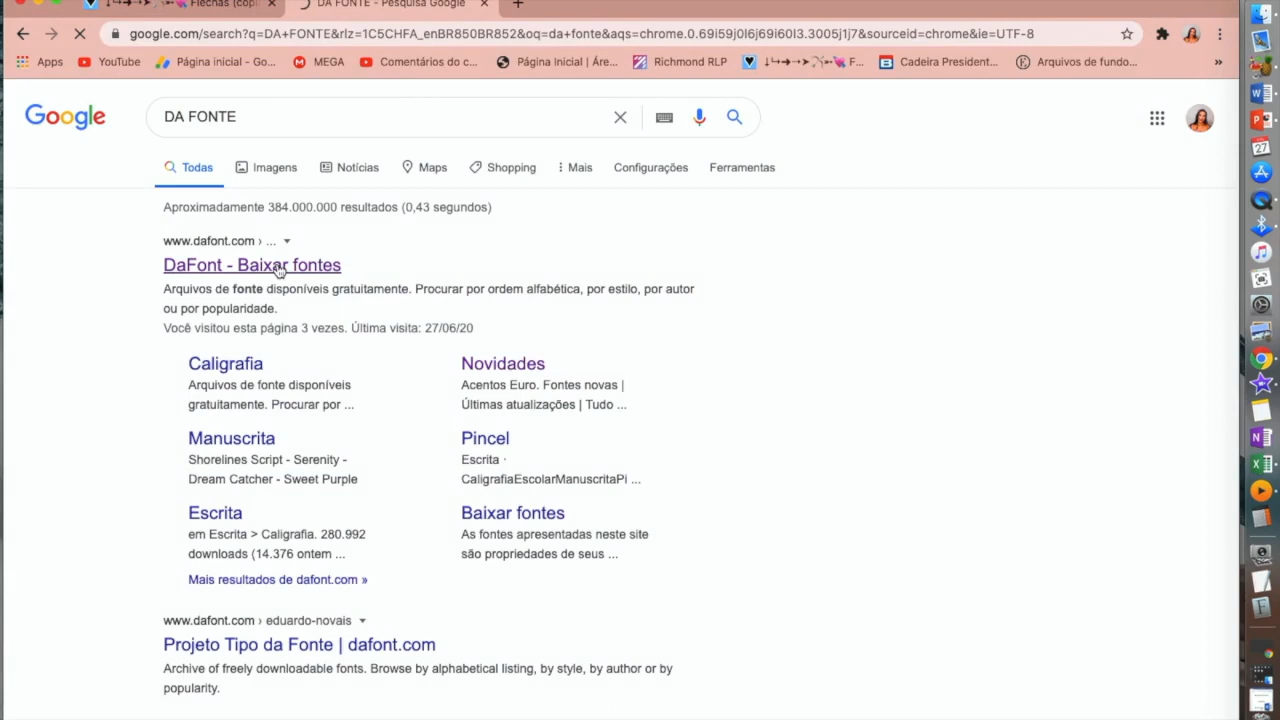 Flechas (copi
DA FONTE - Pesquisa Google
google.com/search?q=DA+FONTE&rlz=1C5CHFA_enBR850BR852&oq=da+fonte&aqs=chrome.0.69i59j0l6j69i60l3.3005j1j7&sourceid=chrome&ie=UTF-8
Apps YouTube Página inicial - Go... MEGA Comentários do c... Página Inicial | Áre... Richmond RLP F... Cadeira President... Arquivos de fundo... »
Google
DA FONTE
Todas Imagens Notícias Maps Shopping Mais Configurações Ferramentas
Aproximadamente 384.000.000 resultados (0,43 segundos)
www.dafont.com › ...
DaFont - Baixar fontes
Arquivos de fonte disponíveis gratuitamente. Procurar por ordem alfabética, por estilo, por autor
ou por popularidade.
Você visitou esta página 3 vezes. Última visita: 27/06/20
Caligrafia
Arquivos de fonte disponíveis
gratuitamente. Procurar por ...
Novidades
Acentos Euro. Fontes novas |
Últimas atualizações | Tudo ...
Manuscrita
Shorelines Script - Serenity -
Dream Catcher - Sweet Purple
Pincel
Escrita ·
CaligrafiaEscolarManuscritaPi ...
Escrita
em Escrita > Caligrafia. 280.992
downloads (14.376 ontem ...
Baixar fontes
As fontes apresentadas neste site
são propriedades de seus ...
Mais resultados de dafont.com »
www.dafont.com › eduardo-novais
Projeto Tipo da Fonte | dafont.com
Archive of freely downloadable fonts. Browse by alphabetical listing, by style, by author or by
popularity.
27